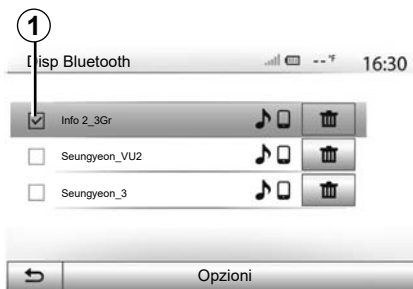 1
Disp Bluetooth
--°F
16:30
Info 2_3Gr
Seungyeon_VU2
Seungyeon_3
Opzioni